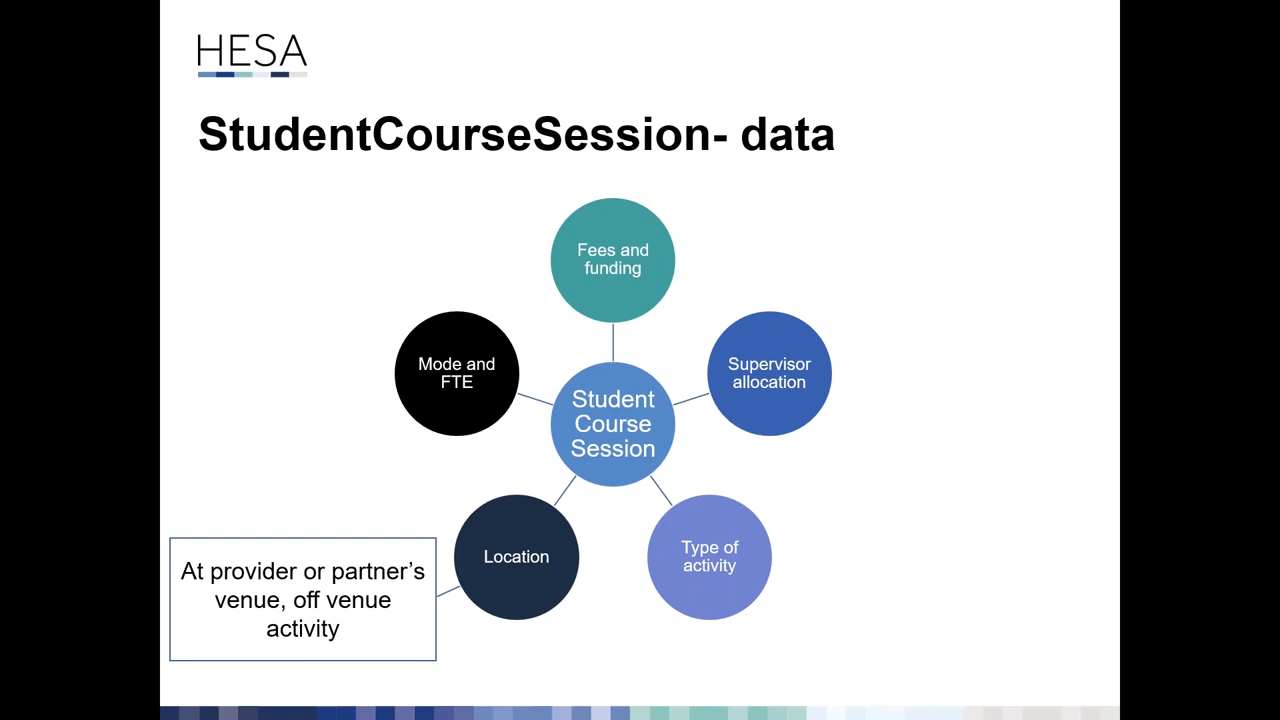 HESA
StudentCourseSession- data
Fees and
funding
Mode and
FTE
Supervisor
allocation
Student
Course
Session
Location
Type of
activity
At provider or partner’s
venue, off venue
activity